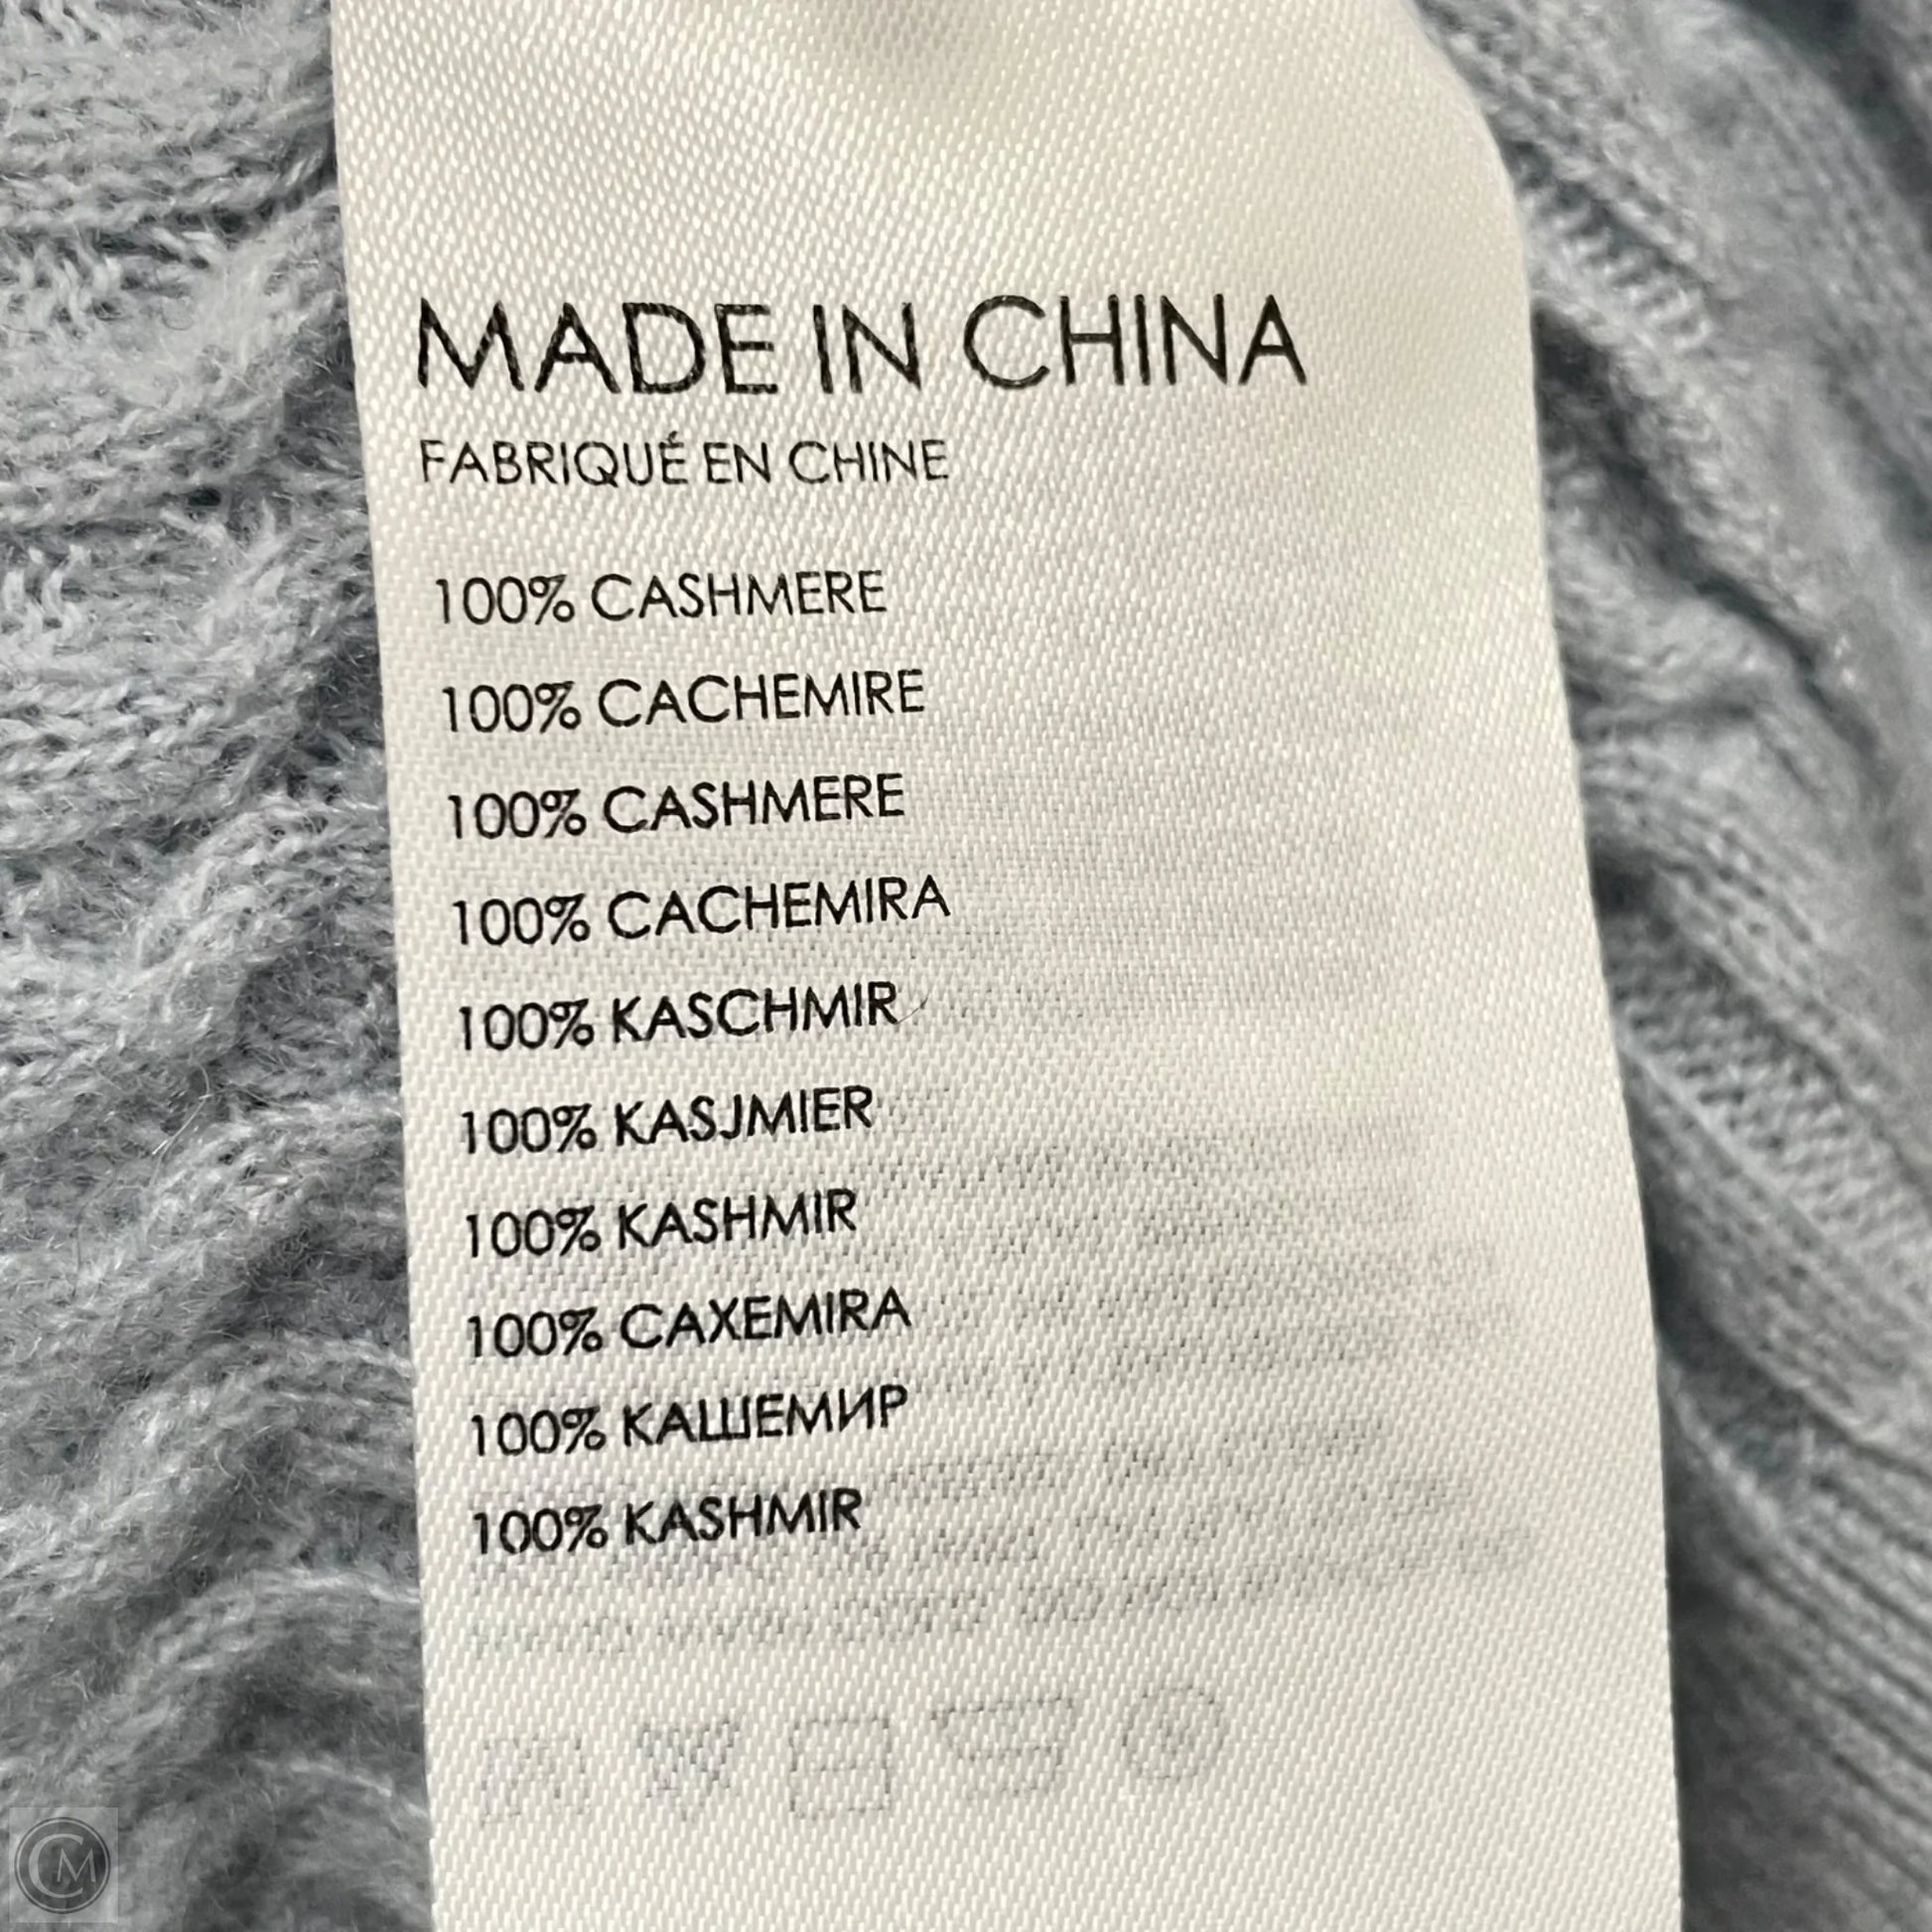 MADE IN CHINA
FABRIQUÉ EN CHINE
100% CASHMERE
100% CACHEMIRE
100% CASHMERE
100% CACHEMIRA
100% KASCHMIR
100% KASJMIER
100% KASHMIR
100% CAXEMIRA
100% КАШЕМИР
100% KASHMIR
CM